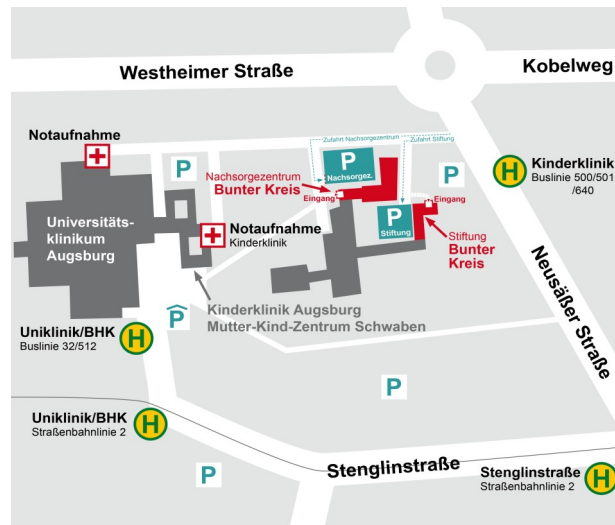 Westheimer Straße
Kobelweg
Notaufnahme
Zufahrt Nachsorgezentrum
Zufahrt Stiftung
P
P
Nachsorgez.
P
H
Kinderklinik
Buslinie 500/501
/640
Nachsorgezentrum
Bunter Kreis
Eingang
Eingang
P
Stiftung
Universitäts-
klinikum
Augsburg
Notaufnahme
Kinderklinik
Stiftung
Bunter
Kreis
Neusäßer Straße
Kinderklinik Augsburg
Mutter-Kind-Zentrum Schwaben
P
Uniklinik/BHK
Buslinie 32/512
H
P
Uniklinik/BHK
Straßenbahnlinie 2
H
Stenglinstraße
P
Stenglinstraße
Straßenbahnlinie 2
H